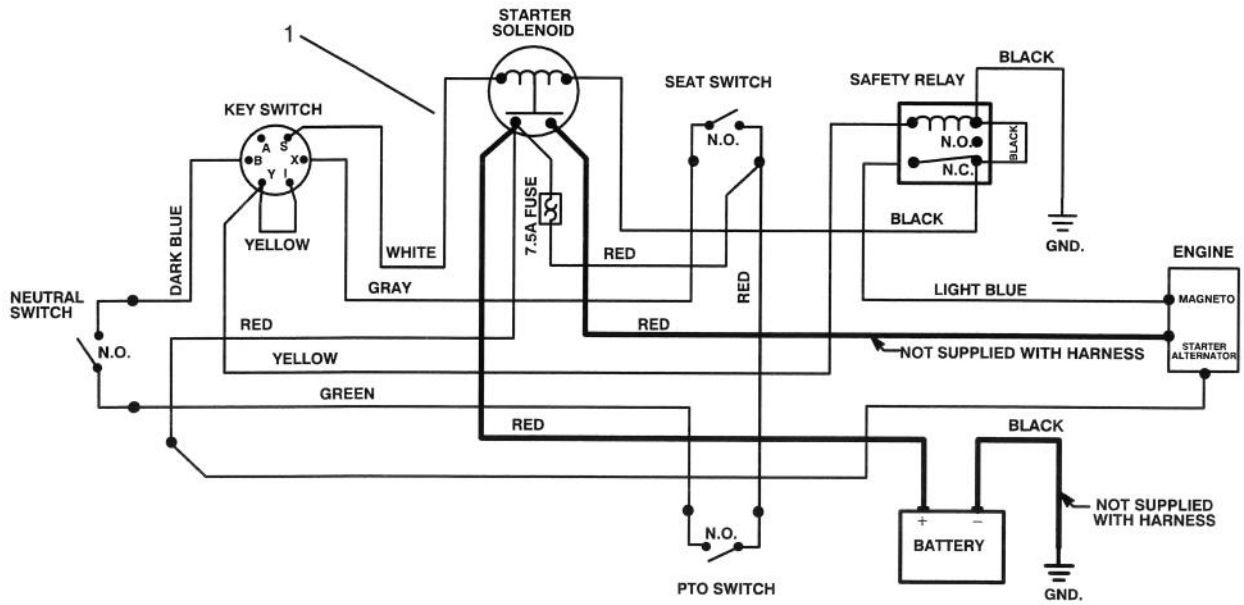 STARTER
SOLENOID
1
SEAT SWITCH
SAFETY RELAY
BLACK
KEY SWITCH
A
S
B
X
Y
I
N.O.
N.O.
N.C.
BLACK
DARK BLUE
YELLOW
WHITE
7.5A FUSE
RED
BLACK
GND.
ENGINE
NEUTRAL
SWITCH
GRAY
RED
LIGHT BLUE
MAGNETO
RED
RED
STARTER
ALTERNATOR
N.O.
YELLOW
NOT SUPPLIED WITH HARNESS
GREEN
RED
BLACK
NOT SUPPLIED
WITH HARNESS
N.O.
+
−
BATTERY
PTO SWITCH
GND.